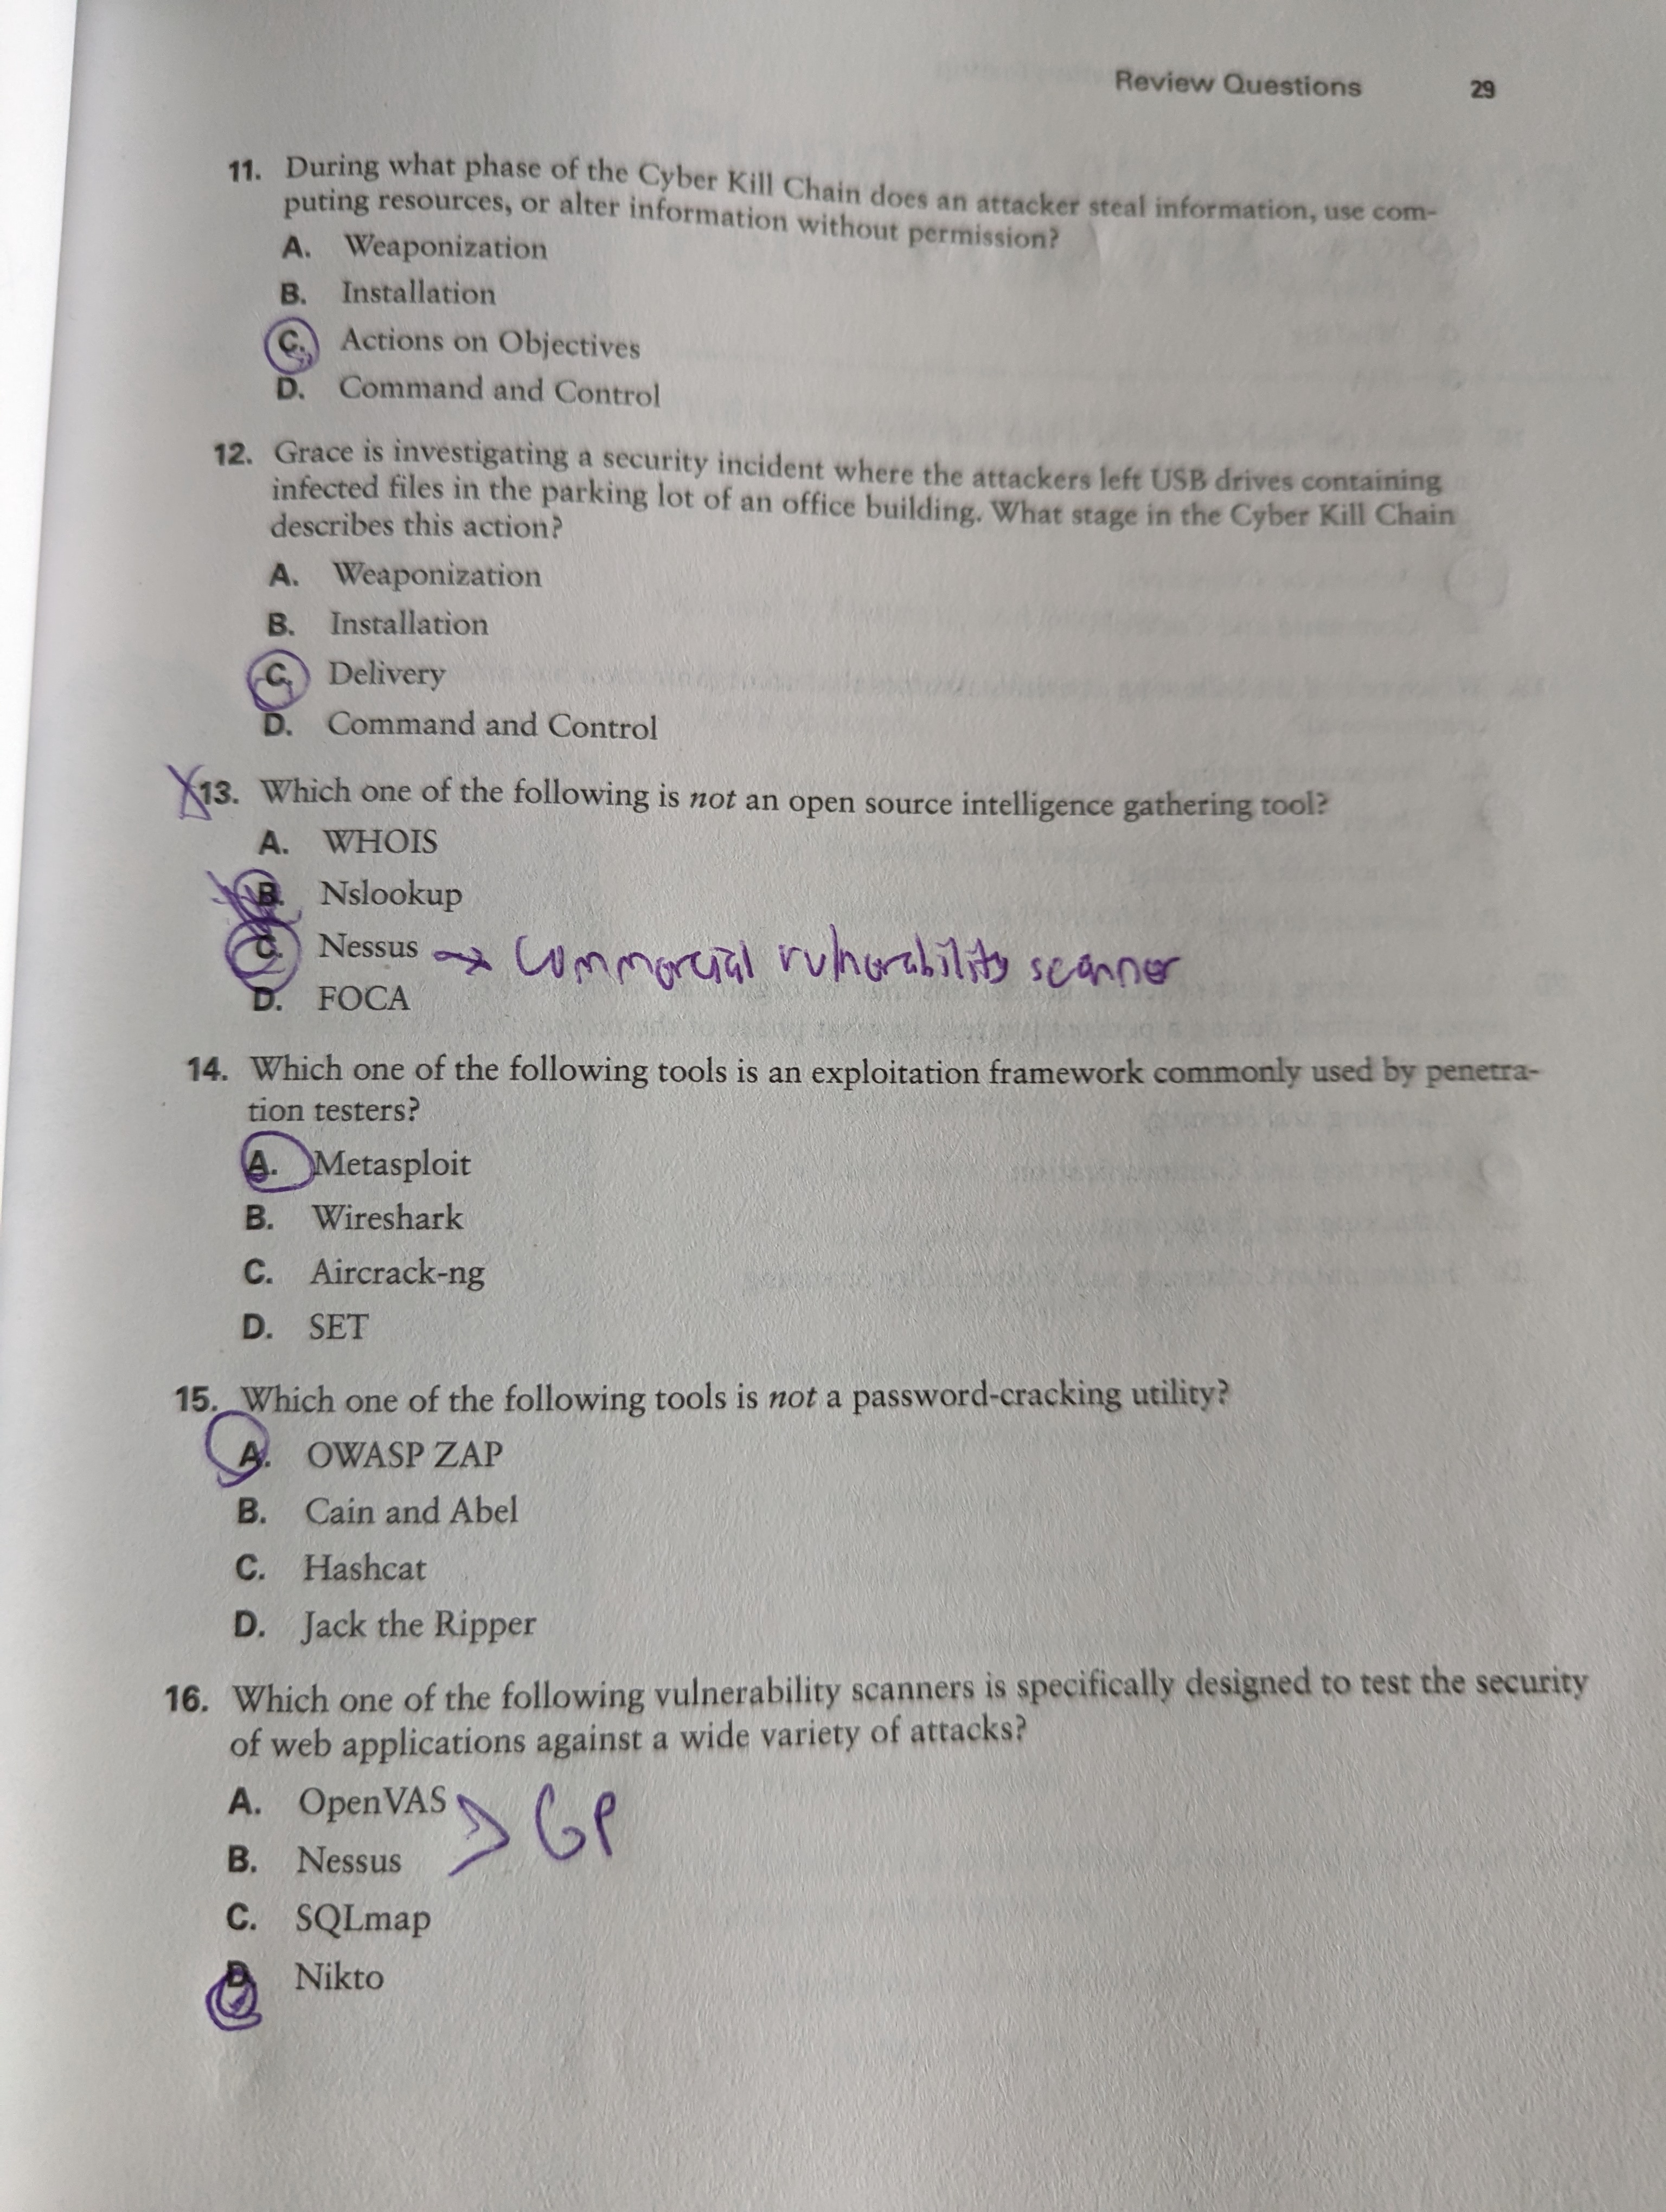 Review Questions 29
11. During what phase of the Cyber Kill Chain does an attacker steal information, use com-
puting resources, or alter information without permission?
A. Weaponization
B. Installation
C. Actions on Objectives
D. Command and Control
12. Grace is investigating a security incident where the attackers left USB drives containing
infected files in the parking lot of an office building. What stage in the Cyber Kill Chain
describes this action?
A. Weaponization
B. Installation
C. Delivery
D. Command and Control
13. Which one of the following is not an open source intelligence gathering tool?
A. WHOIS
B. Nslookup
C. Nessus → Commercial vulnerability scanner
D. FOCA
14. Which one of the following tools is an exploitation framework commonly used by penetra-
tion testers?
A. Metasploit
B. Wireshark
C. Aircrack-ng
D. SET
15. Which one of the following tools is not a password-cracking utility?
A. OWASP ZAP
B. Cain and Abel
C. Hashcat
D. Jack the Ripper
16. Which one of the following vulnerability scanners is specifically designed to test the security
of web applications against a wide variety of attacks?
A. OpenVAS
B. Nessus
> GP
C. SQLmap
D. Nikto